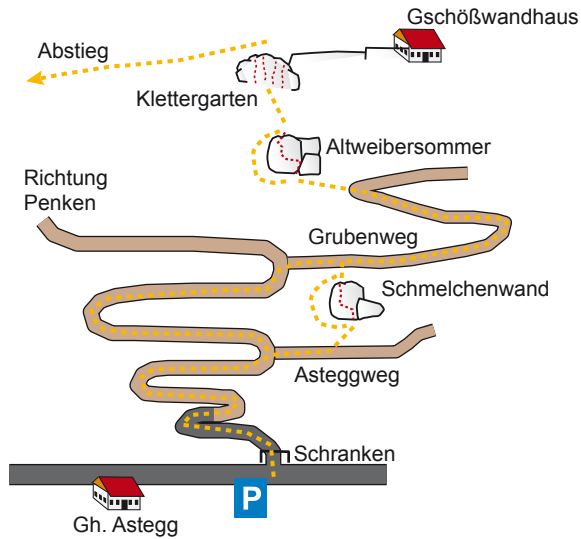 Gschößwandhaus
Abstieg
Klettergarten
Altweibersommer
Richtung
Penken
Grubenweg
Schmelchenwand
Asteggweg
Schranken
P
Gh. Astegg